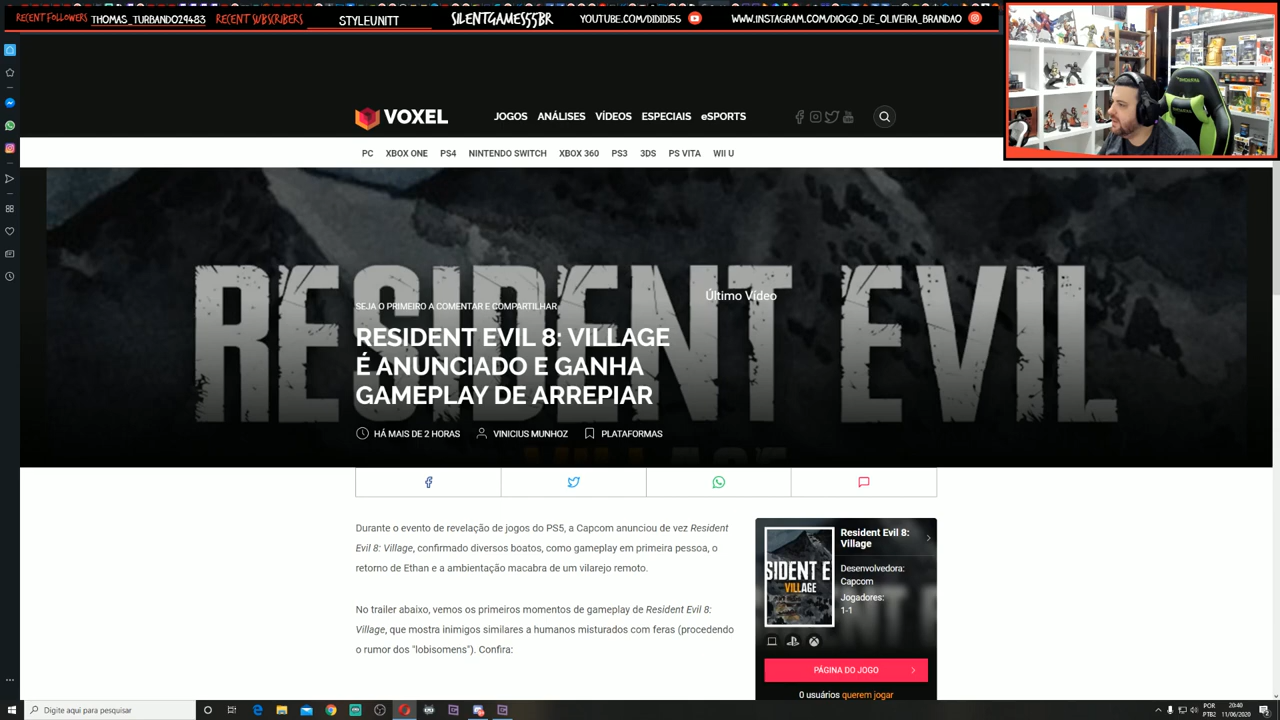 RECENT FOLLOWERS THOMAS_TURBANDO29483 RECENT SUBSCRIBERS STYLEUNITT SILENTGAMES55BR YOUTUBE.COM/DIDIDI55 WWW.INSTAGRAM.COM/DIOGO_DE_OLIVEIRA_BRANDAO
VOXEL JOGOS ANÁLISES VÍDEOS ESPECIAIS eSPORTS
PC XBOX ONE PS4 NINTENDO SWITCH XBOX 360 PS3 3DS PS VITA WII U
RESIDENT EVIL
Último Vídeo
SEJA O PRIMEIRO A COMENTAR E COMPARTILHAR
RESIDENT EVIL 8: VILLAGE
É ANUNCIADO E GANHA
GAMEPLAY DE ARREPIAR
HÁ MAIS DE 2 HORAS VINICIUS MUNHOZ PLATAFORMAS
Durante o evento de revelação de jogos do PS5, a Capcom anunciou de vez Resident
Evil 8: Village, confirmado diversos boatos, como gameplay em primeira pessoa, o
retorno de Ethan e a ambientação macabra de um vilarejo remoto.
No trailer abaixo, vemos os primeiros momentos de gameplay de Resident Evil 8:
Village, que mostra inimigos similares a humanos misturados com feras (procedendo
o rumor dos "lobisomens"). Confira:
SIDENT E
VILLAGE
Resident Evil 8:
Village
Desenvolvedora:
Capcom
Jogadores:
1-1
PÁGINA DO JOGO
0 usuários querem jogar
Digite aqui para pesquisar
POR
PTB2
20:40
11/06/2020